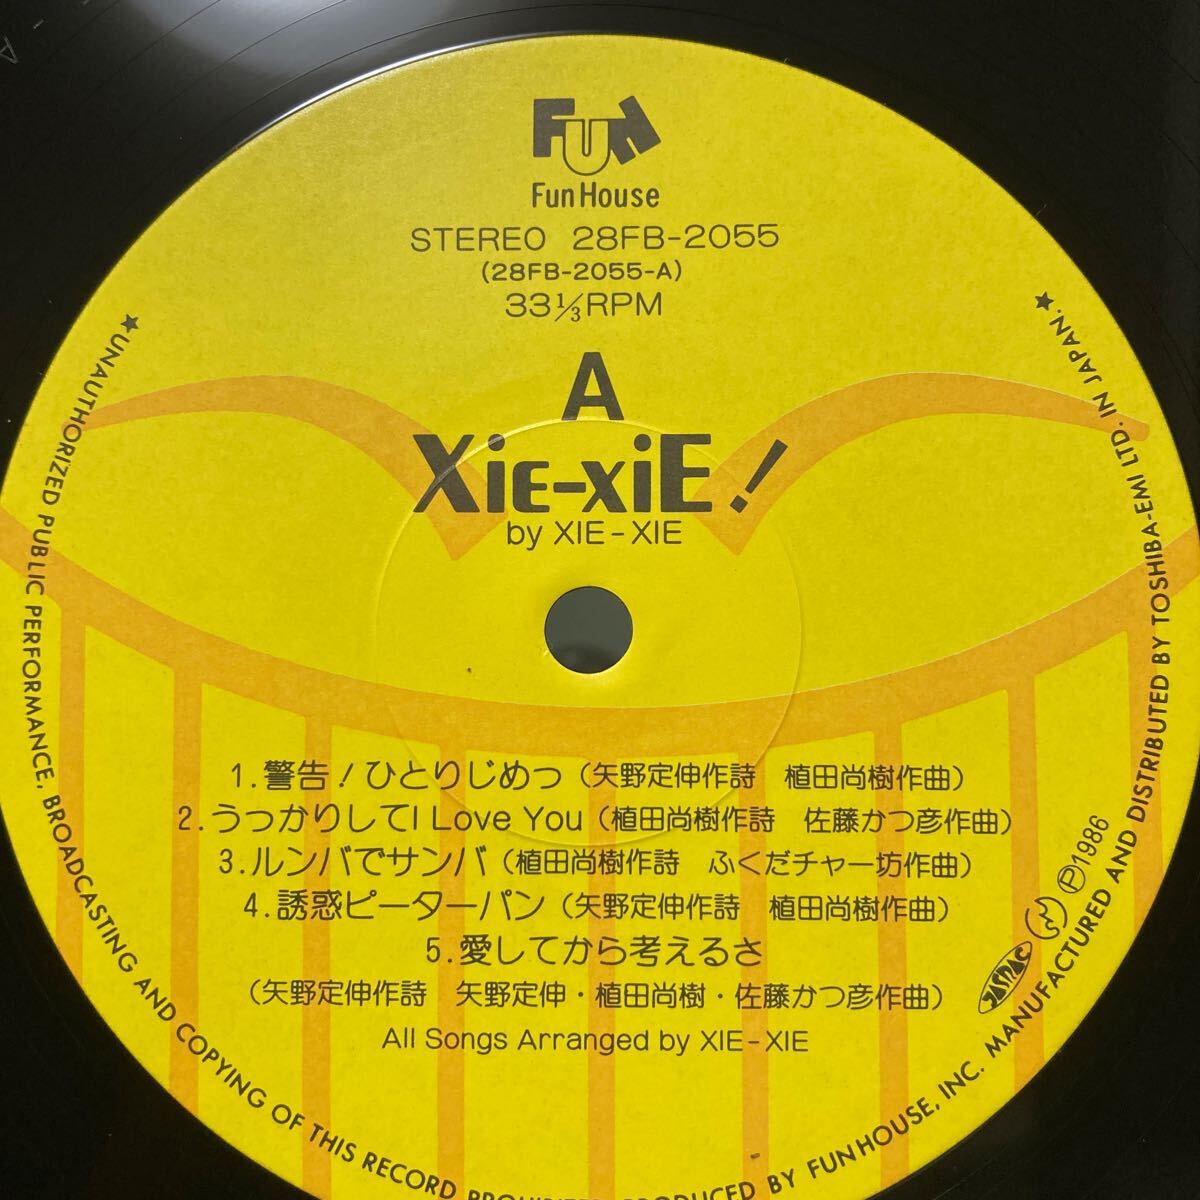 FUN
Fun House
STEREO 28FB-2055
(28FB-2055-A)
33 1/3 RPM
A
XiE-xiE!
by XIE-XIE
1.警告！ひとりじめっ（矢野定伸作詩　植田尚樹作曲）
2.うっかりしてI Love You（植田尚樹作詩　佐藤かつ彦作曲）
3.ルンバでサンバ（植田尚樹作詩　ふくだチャー坊作曲）
4.誘惑ピーターパン（矢野定伸作詩　植田尚樹作曲）
5.愛してから考えるさ
（矢野定伸作詩　矢野定伸・植田尚樹・佐藤かつ彦作曲）
All Songs Arranged by XIE-XIE
JASRAC
Ⓟ1986
★UNAUTHORIZED PUBLIC PERFORMANCE, BROADCASTING AND COPYING OF THIS RECORD PROHIBITED. PRODUCED BY FUN HOUSE, INC. MANUFACTURED AND DISTRIBUTED BY TOSHIBA-EMI LTD. IN JAPAN.★